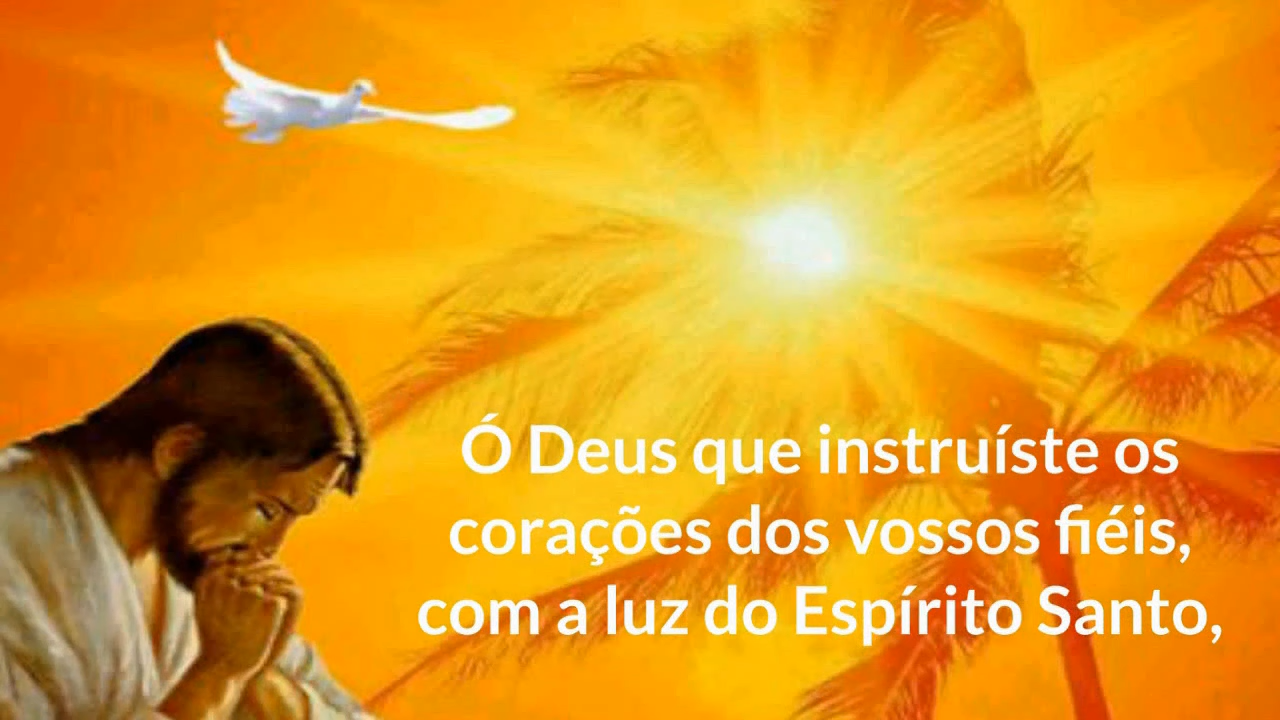 Ó Deus que instruíste os
corações dos vossos fiéis,
com a luz do Espírito Santo,